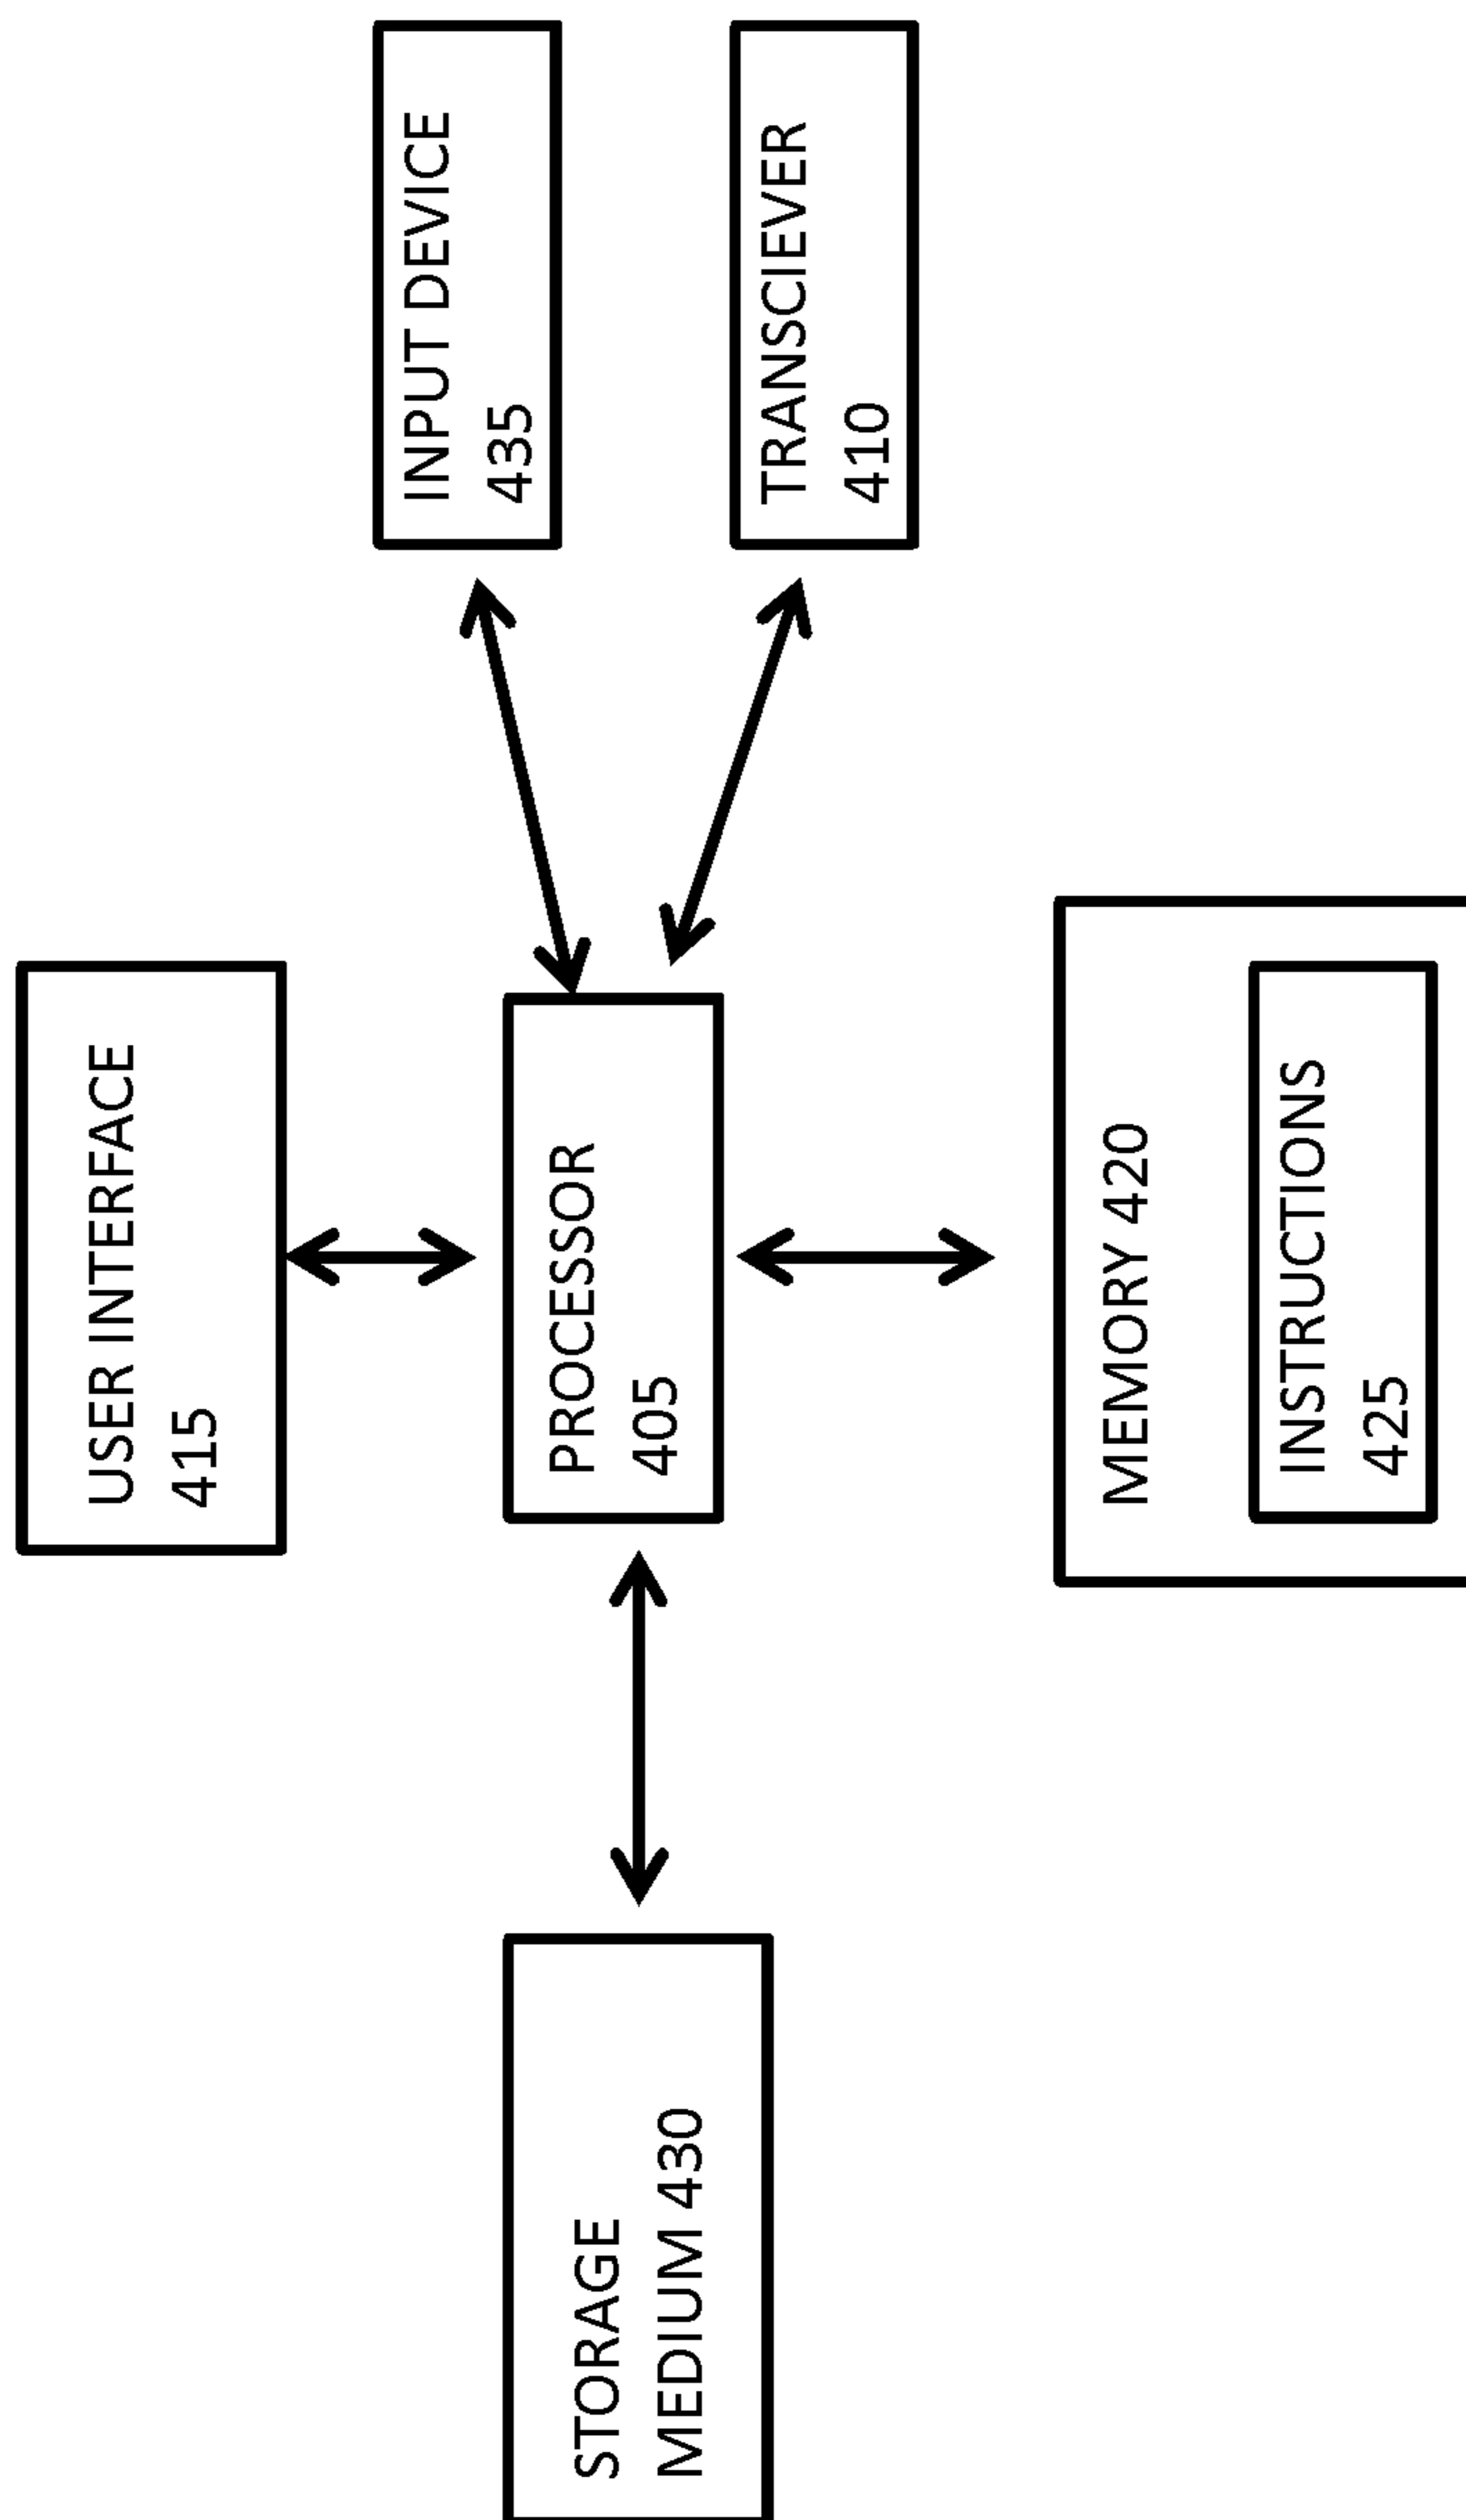 USER INTERFACE
415
INPUT DEVICE
435
STORAGE
MEDIUM 430
PROCESSOR
405
TRANSCIEVER
410
MEMORY 420
INSTRUCTIONS
425